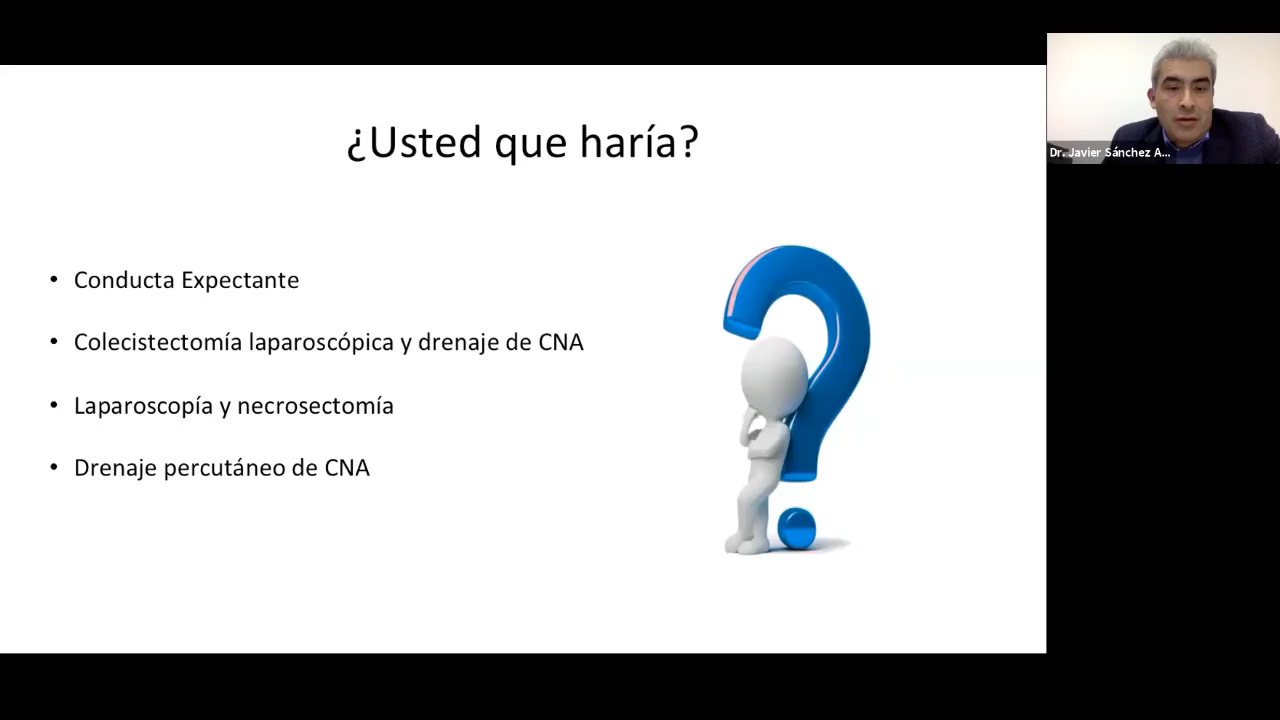 ¿Usted que haría?
• Conducta Expectante
• Colecistectomía laparoscópica y drenaje de CNA
• Laparoscopía y necrosectomía
• Drenaje percutáneo de CNA
Dr. Javier Sánchez A...